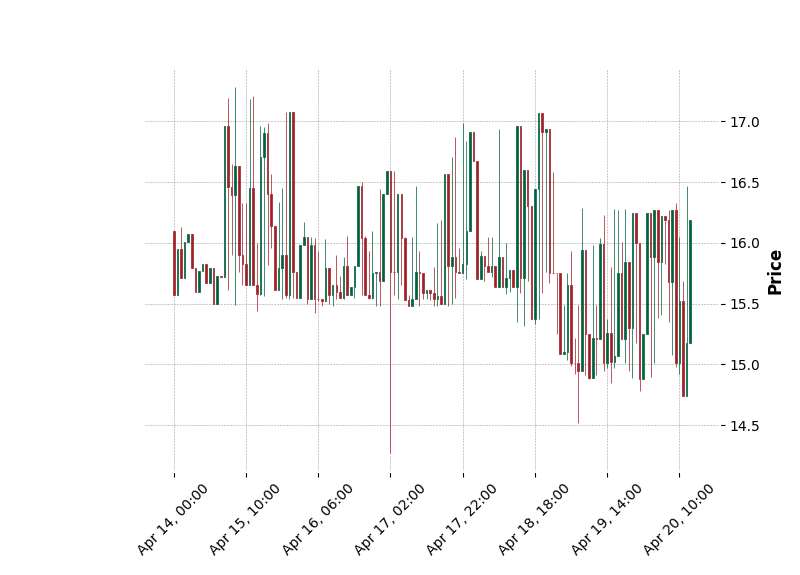 17.0
16.5
16.0
15.5
15.0
14.5
Price
Apr 14, 00:00
Apr 15, 10:00
Apr 16, 06:00
Apr 17, 02:00
Apr 17, 22:00
Apr 18, 18:00
Apr 19, 14:00
Apr 20, 10:00